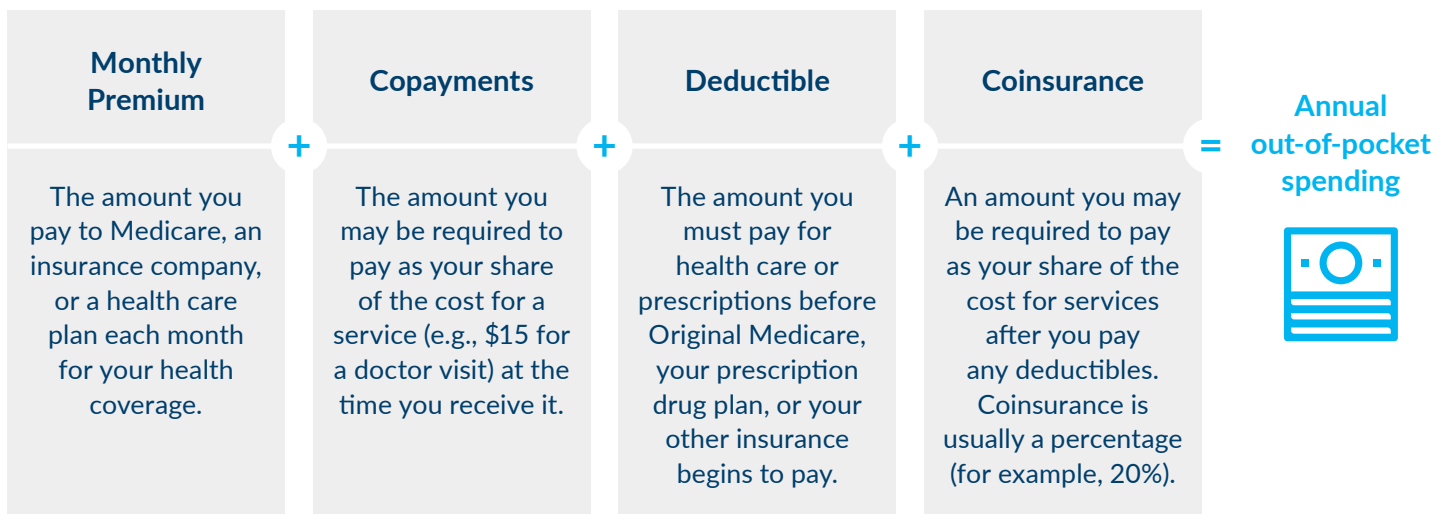 Monthly
Premium
The amount you
pay to Medicare, an
insurance company,
or a health care
plan each month
for your health
coverage.
+
Copayments
The amount you
may be required to
pay as your share
of the cost for a
service (e.g., $15 for
a doctor visit) at the
time you receive it.
+
Deductible
The amount you
must pay for
health care or
prescriptions before
Original Medicare,
your prescription
drug plan, or your
other insurance
begins to pay.
+
Coinsurance
An amount you may
be required to pay
as your share of the
cost for services
after you pay
any deductibles.
Coinsurance is
usually a percentage
(for example, 20%).
=
Annual
out-of-pocket
spending